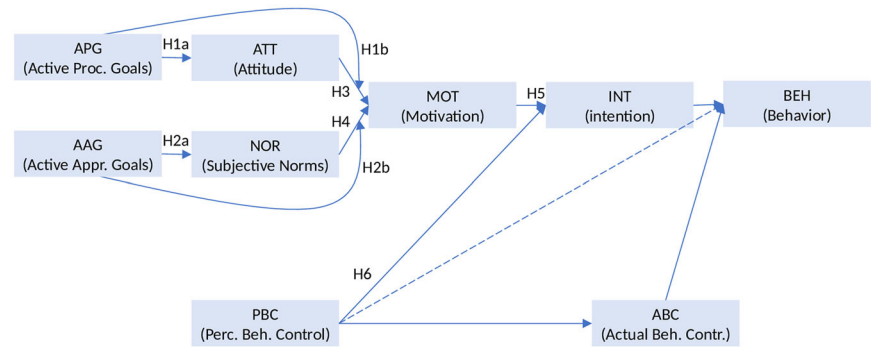 APG
(Active Proc. Goals)
H1a
ATT
(Attitude)
H1b
H3
MOT
(Motivation)
H5
INT
(intention)
BEH
(Behavior)
AAG
(Active Appr. Goals)
H2a
NOR
(Subjective Norms)
H4
H2b
H6
PBC
(Perc. Beh. Control)
ABC
(Actual Beh. Contr.)